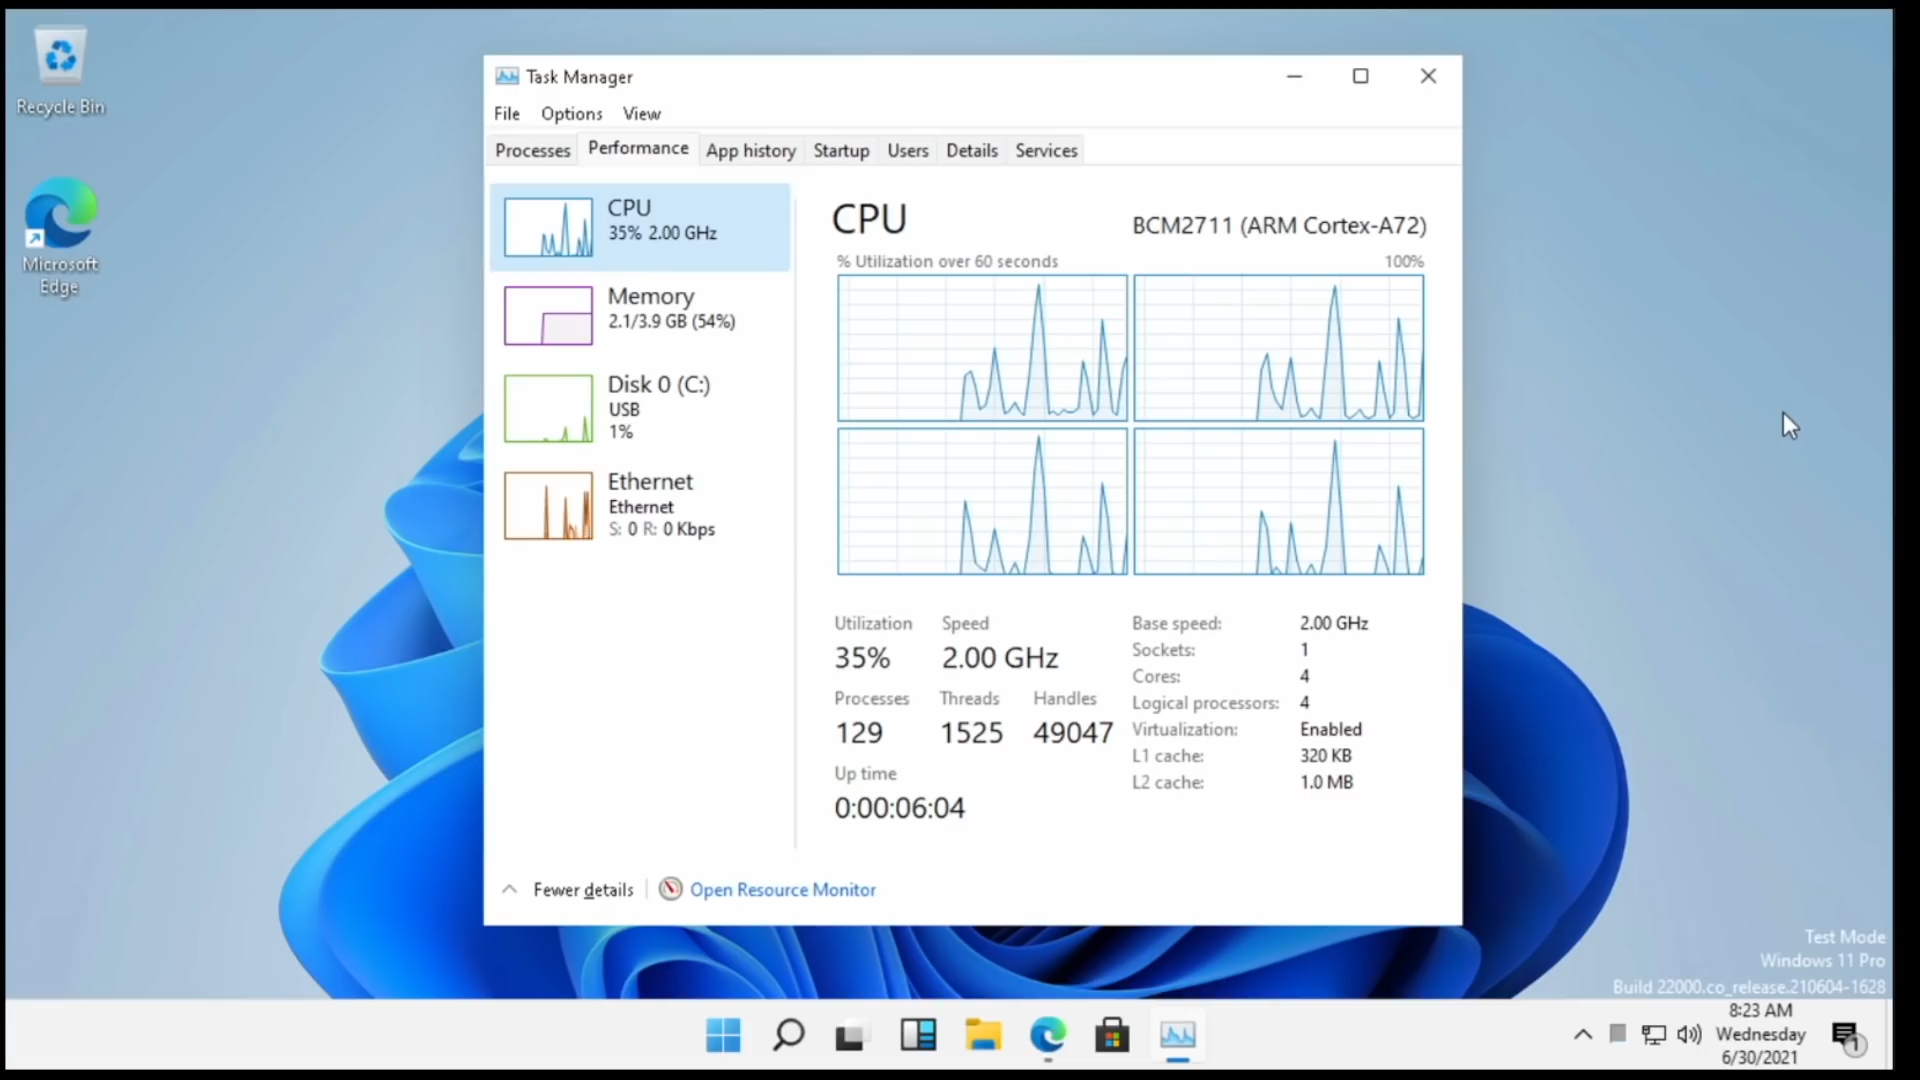 Recycle Bin
Microsoft
Edge
Task Manager
File Options View
Processes Performance App history Startup Users Details Services
CPU
35% 2.00 GHz
Memory
2.1/3.9 GB (54%)
Disk 0 (C:)
USB
1%
Ethernet
Ethernet
S: 0 R: 0 Kbps
CPU
BCM2711 (ARM Cortex-A72)
% Utilization over 60 seconds 100%
Utilization Speed
35% 2.00 GHz
Processes Threads Handles
129 1525 49047
Up time
0:00:06:04
Base speed: 2.00 GHz
Sockets: 1
Cores: 4
Logical processors: 4
Virtualization: Enabled
L1 cache: 320 KB
L2 cache: 1.0 MB
Fewer details
Open Resource Monitor
Test Mode
Windows 11 Pro
Build 22000.co_release.210604-1628
8:23 AM
Wednesday
6/30/2021
1